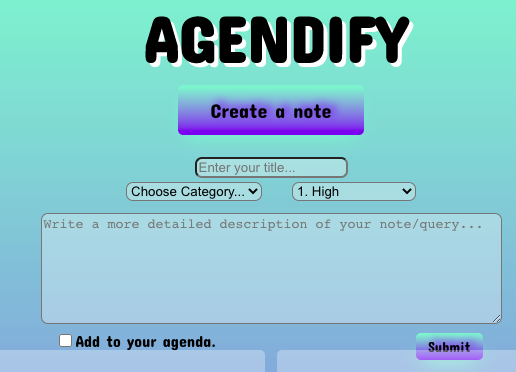 AGENDIFY
Create a note
Enter your title...
Choose Category... 1. High
Write a more detailed description of your note/query...
Add to your agenda.
Submit